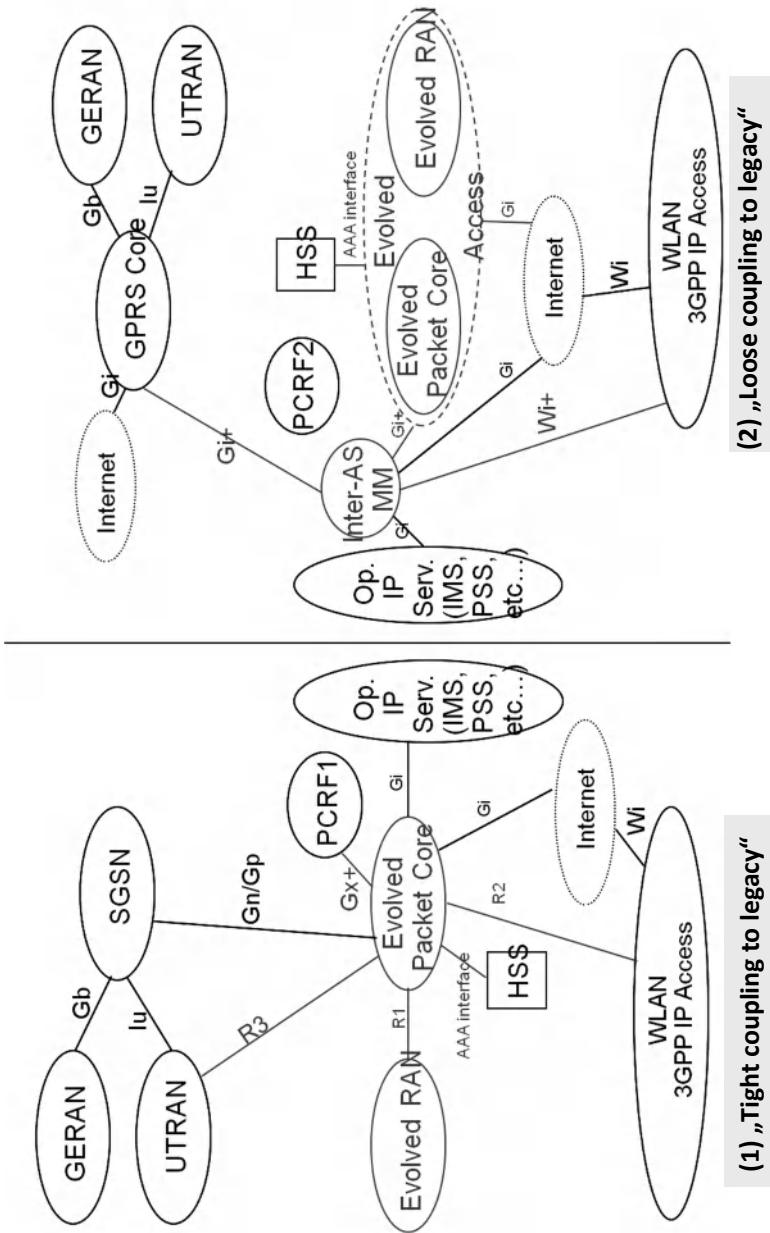 GERAN
UTRAN
Gb
Iu
SGSN
R3
Gn/Gp
Evolved RAN
R1
Evolved
Packet Core
Gx+
PCRF1
Gi
Op.
IP
Serv.
(IMS,
PSS,
etc...)
AAA interface
HSS
R2
Gi
Internet
Wi
WLAN
3GPP IP Access
(1) „Tight coupling to legacy“
Internet
Gi
GPRS Core
Gb
Iu
GERAN
UTRAN
Gi+
PCRF2
HSS
AAA interface
Op.
IP
Serv.
(IMS,
PSS,
etc...)
Gi
Inter-AS
MM
Gi+
Evolved
Packet Core
Evolved
Access
Evolved RAN
Gi
Gi
Internet
Wi+
Wi
WLAN
3GPP IP Access
(2) „Loose coupling to legacy“